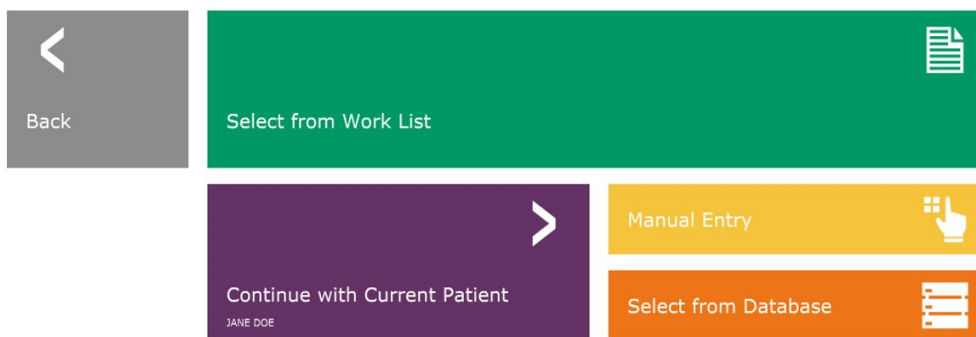 Back
Select from Work List
Manual Entry
Continue with Current Patient
JANE DOE
Select from Database